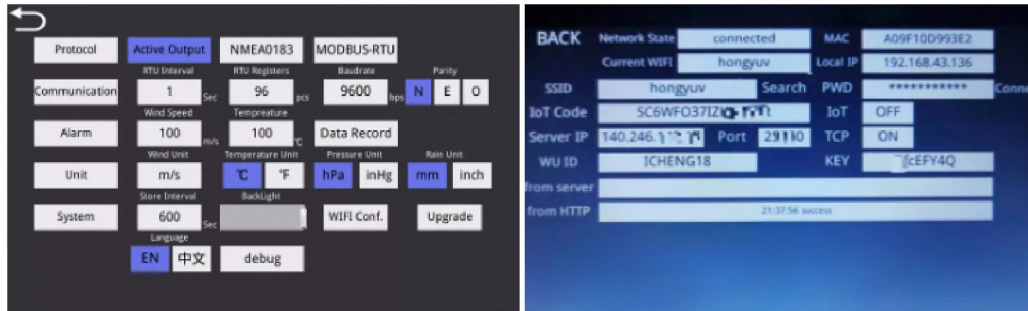 Protocol Active Output NMEA0183 MODBUS-RTU
RTU Interval RTU Registers Baudrate Parity
Communication 1 Sec 96 pcs 9600 bps N E O
Wind Speed Tempreature
Alarm 100 m/s 100 ℃ Data Record
Wind Unit Temperature Unit Pressure Unit Rain Unit
Unit m/s ℃ ℉ hPa inHg mm inch
Store Interval BackLight
System 600 Sec WIFI Conf. Upgrade
Language
EN 中文 debug
BACK Network State connected MAC A09F10D993E2
Current WIFI hongyuv Local IP 192.168.43.136
SSID hongyuv Search PWD *********** Conne
IoT Code IoT OFF
Server IP 140.246. Port TCP ON
WU ID ICHENG18 KEY
from server
from HTTP 21:37:56 success